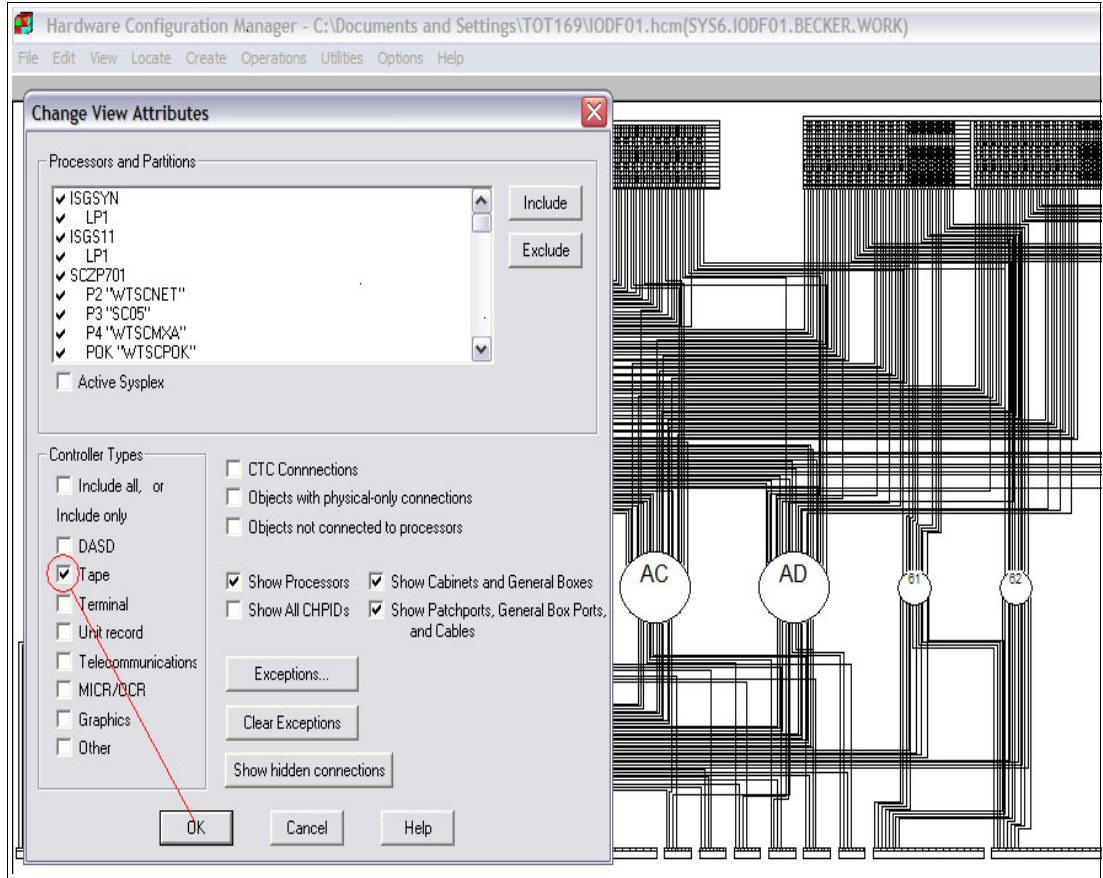 Hardware Configuration Manager - C:\Documents and Settings\TOT169\IODF01.hcm(SYS6.IODF01.BECKER.WORK)
File Edit View Locate Create Operations Utilities Options Help
Change View Attributes
Processors and Partitions
ISGSYN
LP1
ISGS11
LP1
SCZP701
P2 "WTSCNET"
P3 "SC05"
P4 "WTSCMXA"
POK "WTSCPOK"
Include
Exclude
Active Sysplex
Controller Types
Include all, or
Include only
DASD
Tape
Terminal
Unit record
Telecommunications
MICR/OCR
Graphics
Other
CTC Connnections
Objects with physical-only connections
Objects not connected to processors
Show Processors
Show Cabinets and General Boxes
Show All CHPIDs
Show Patchports, General Box Ports,
and Cables
Exceptions...
Clear Exceptions
Show hidden connections
OK
Cancel
Help
AC
AD
61
62